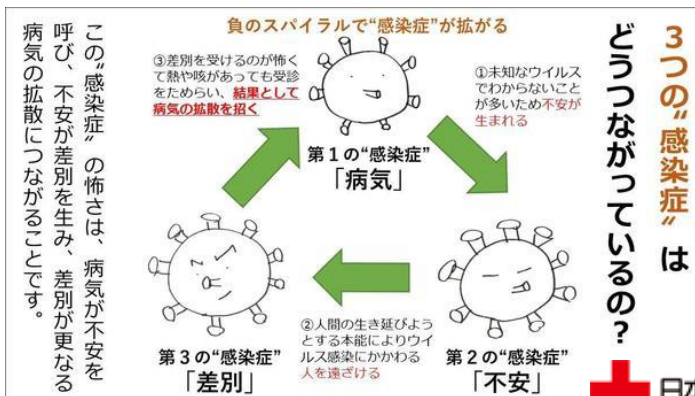 3つの“感染症”は
どうつながっているの?
負のスパイラルで“感染症”が拡がる
①未知なウイルス
でわからないこと
が多いため不安が
生まれる
第1の“感染症”
「病気」
第2の“感染症”
「不安」
②人間の生き延びよう
とする本能によりウイ
ルス感染にかかわる
人を遠ざける
第3の“感染症”
「差別」
③差別を受けるのが怖く
て熱や咳があっても受診
をためらい、結果として
病気の拡散を招く
この“感染症”の怖さは、病気が不安を
呼び、不安が差別を生み、差別が更なる
病気の拡散につながることです。
日本